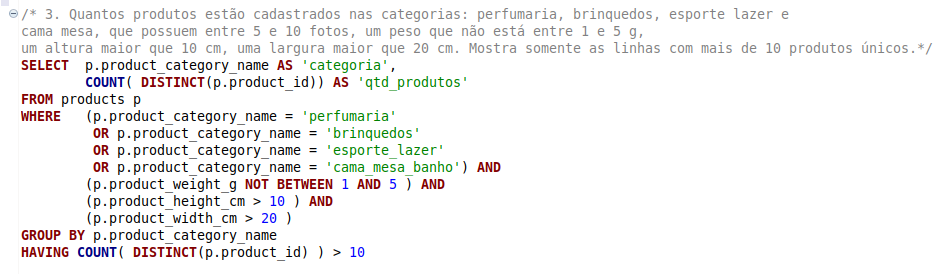 /* 3. Quantos produtos estão cadastrados nas categorias: perfumaria, brinquedos, esporte lazer e
cama mesa, que possuem entre 5 e 10 fotos, um peso que não está entre 1 e 5 g,
um altura maior que 10 cm, uma largura maior que 20 cm. Mostra somente as linhas com mais de 10 produtos únicos.*/
SELECT p.product_category_name AS 'categoria',
COUNT( DISTINCT(p.product_id)) AS 'qtd_produtos'
FROM products p
WHERE (p.product_category_name = 'perfumaria'
OR p.product_category_name = 'brinquedos'
OR p.product_category_name = 'esporte_lazer'
OR p.product_category_name = 'cama_mesa_banho') AND
(p.product_weight_g NOT BETWEEN 1 AND 5 ) AND
(p.product_height_cm > 10 ) AND
(p.product_width_cm > 20 )
GROUP BY p.product_category_name
HAVING COUNT( DISTINCT(p.product_id) ) > 10